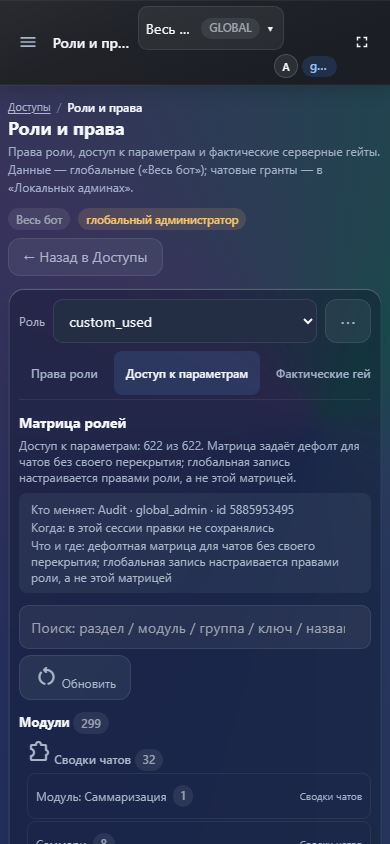 Роли и пр...
Весь ...
GLOBAL
A
g...
Доступы / Роли и права
Роли и права
Права роли, доступ к параметрам и фактические серверные гейты.
Данные — глобальные («Весь бот»); чатовые гранты — в
«Локальных админах».
Весь бот
глобальный администратор
← Назад в Доступы
Роль
custom_used
...
Права роли
Доступ к параметрам
Фактические гей
Матрица ролей
Доступ к параметрам: 622 из 622. Матрица задаёт дефолт для
чатов без своего перекрытия; глобальная запись
настраивается правами роли, а не этой матрицей.
Кто меняет: Audit · global_admin · id 5885953495
Когда: в этой сессии правки не сохранялись
Что и где: дефолтная матрица для чатов без своего
перекрытия; глобальная запись настраивается правами
роли, а не этой матрицей
Поиск: раздел / модуль / группа / ключ / назва
Обновить
Модули 299
Сводки чатов 32
Модуль: Саммаризация 1
Сводки чатов